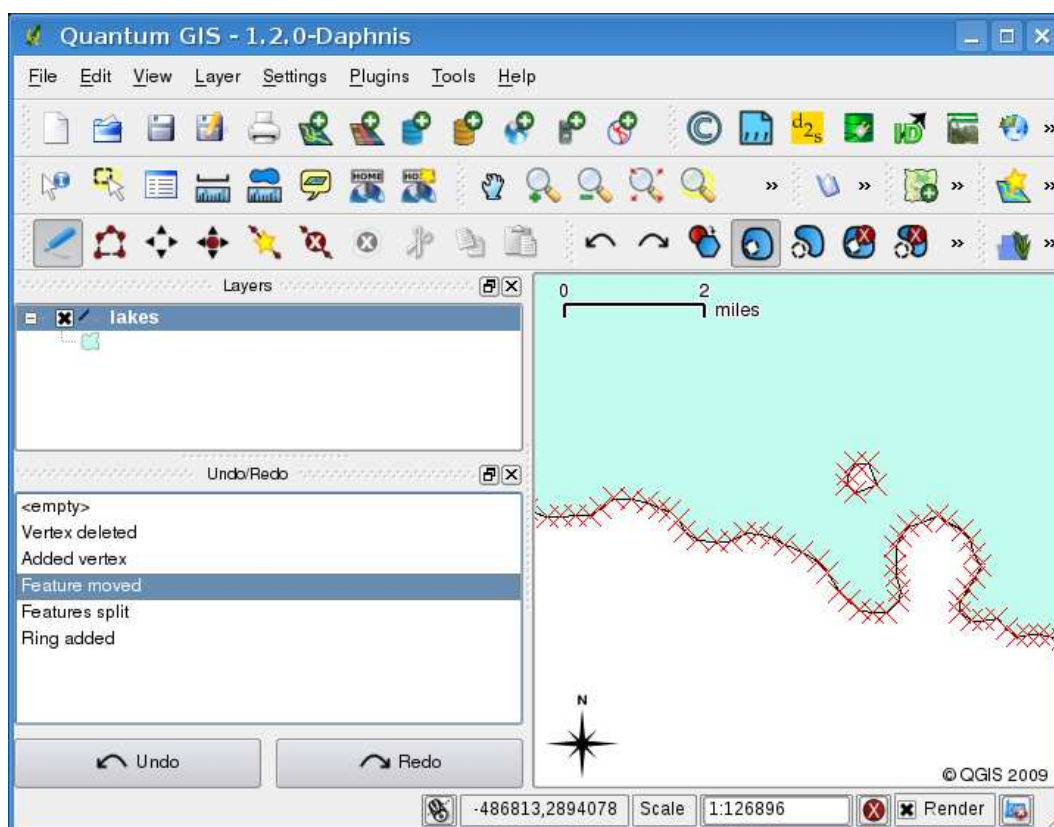 Quantum GIS - 1.2.0-Daphnis
File Edit View Layer Settings Plugins Tools Help
Layers
lakes
Undo/Redo
<empty>
Vertex deleted
Added vertex
Feature moved
Features split
Ring added
Undo Redo
0 2
miles
N
© QGIS 2009
-486813,2894078 Scale 1:126896 Render